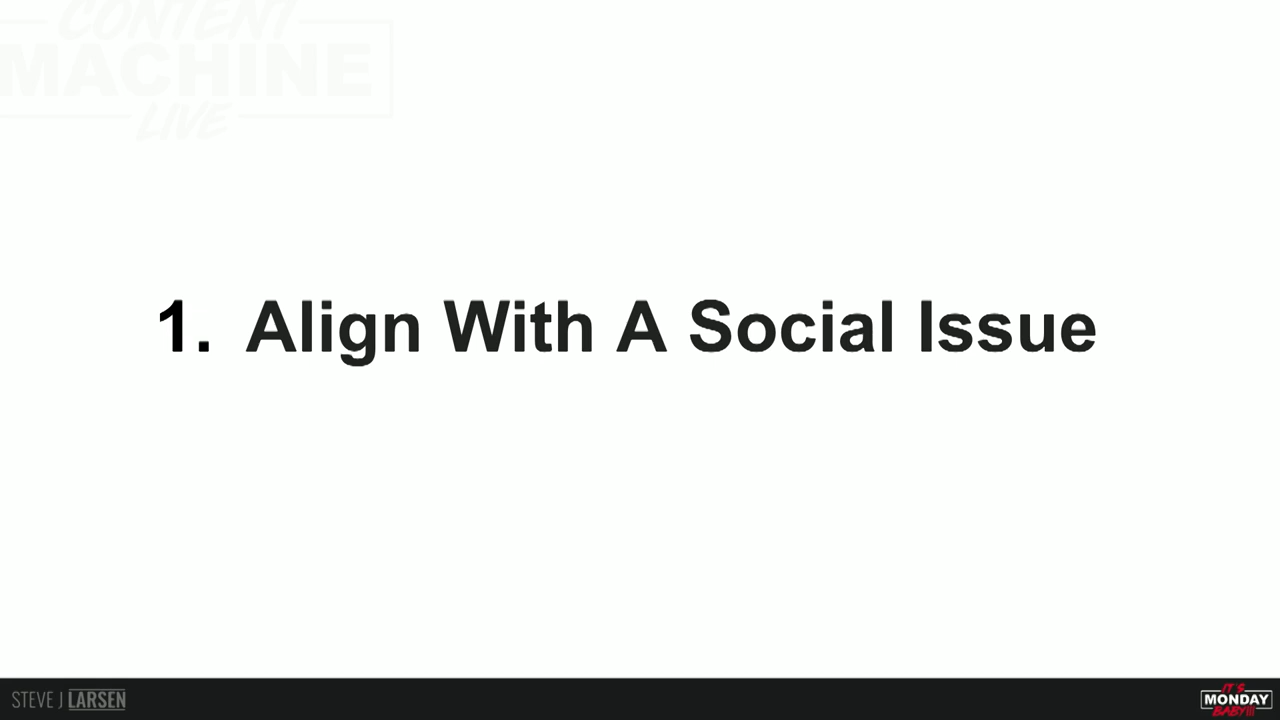 CONTENT
MACHINE
LIVE
1. Align With A Social Issue
STEVE J LARSEN
IT'S
MONDAY
BABY!!!